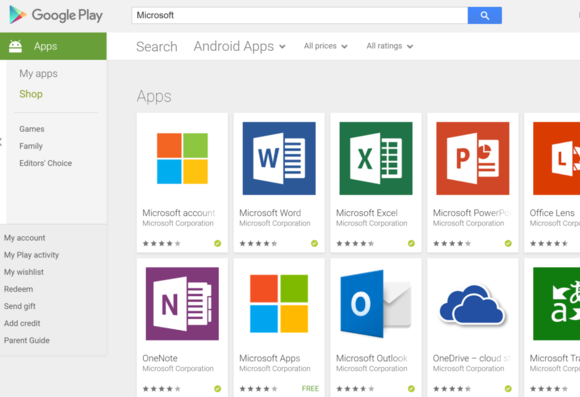 Google Play
Microsoft
Apps
Search
Android Apps
All prices
All ratings
My apps
Shop
Games
Family
Editors' Choice
My account
My Play activity
My wishlist
Redeem
Send gift
Add credit
Parent Guide
Apps
Microsoft account
Microsoft Word
Microsoft Excel
Microsoft PowerPo
Office Lens
Microsoft Corporation
Microsoft Corporation
Microsoft Corporation
Microsoft Corporation
Microsoft Corpora
OneNote
Microsoft Apps
Microsoft Outlook
OneDrive – cloud st
Microsoft Tra
Microsoft Corporation
Microsoft Corporation
Microsoft Corporation
Microsoft Corporation
Microsoft Corpora
FREE